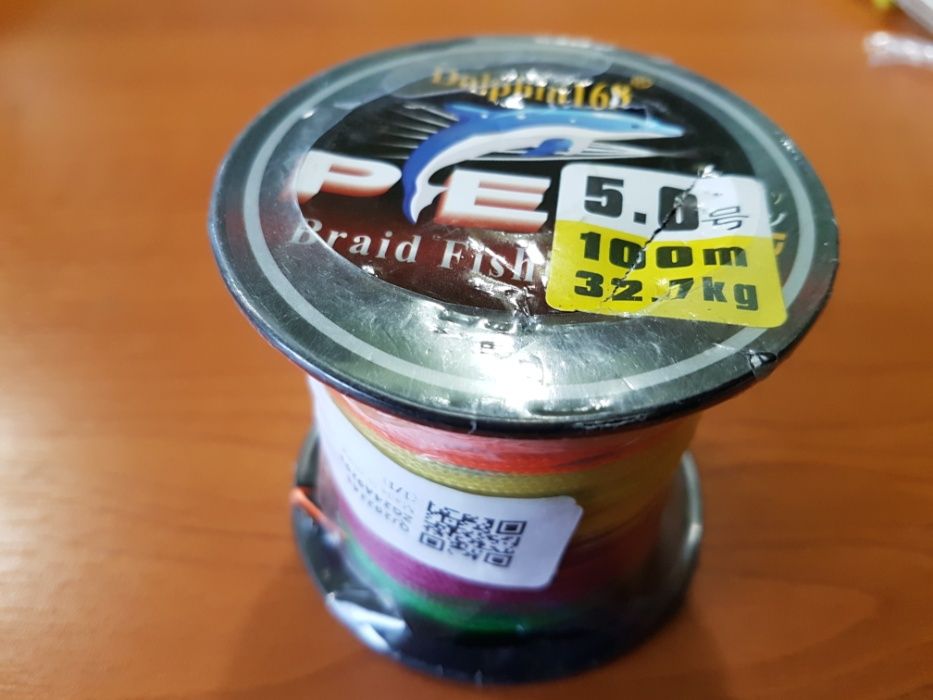 Dolphin168®
PE
Braid Fish
5.0号
100m
32.7kg